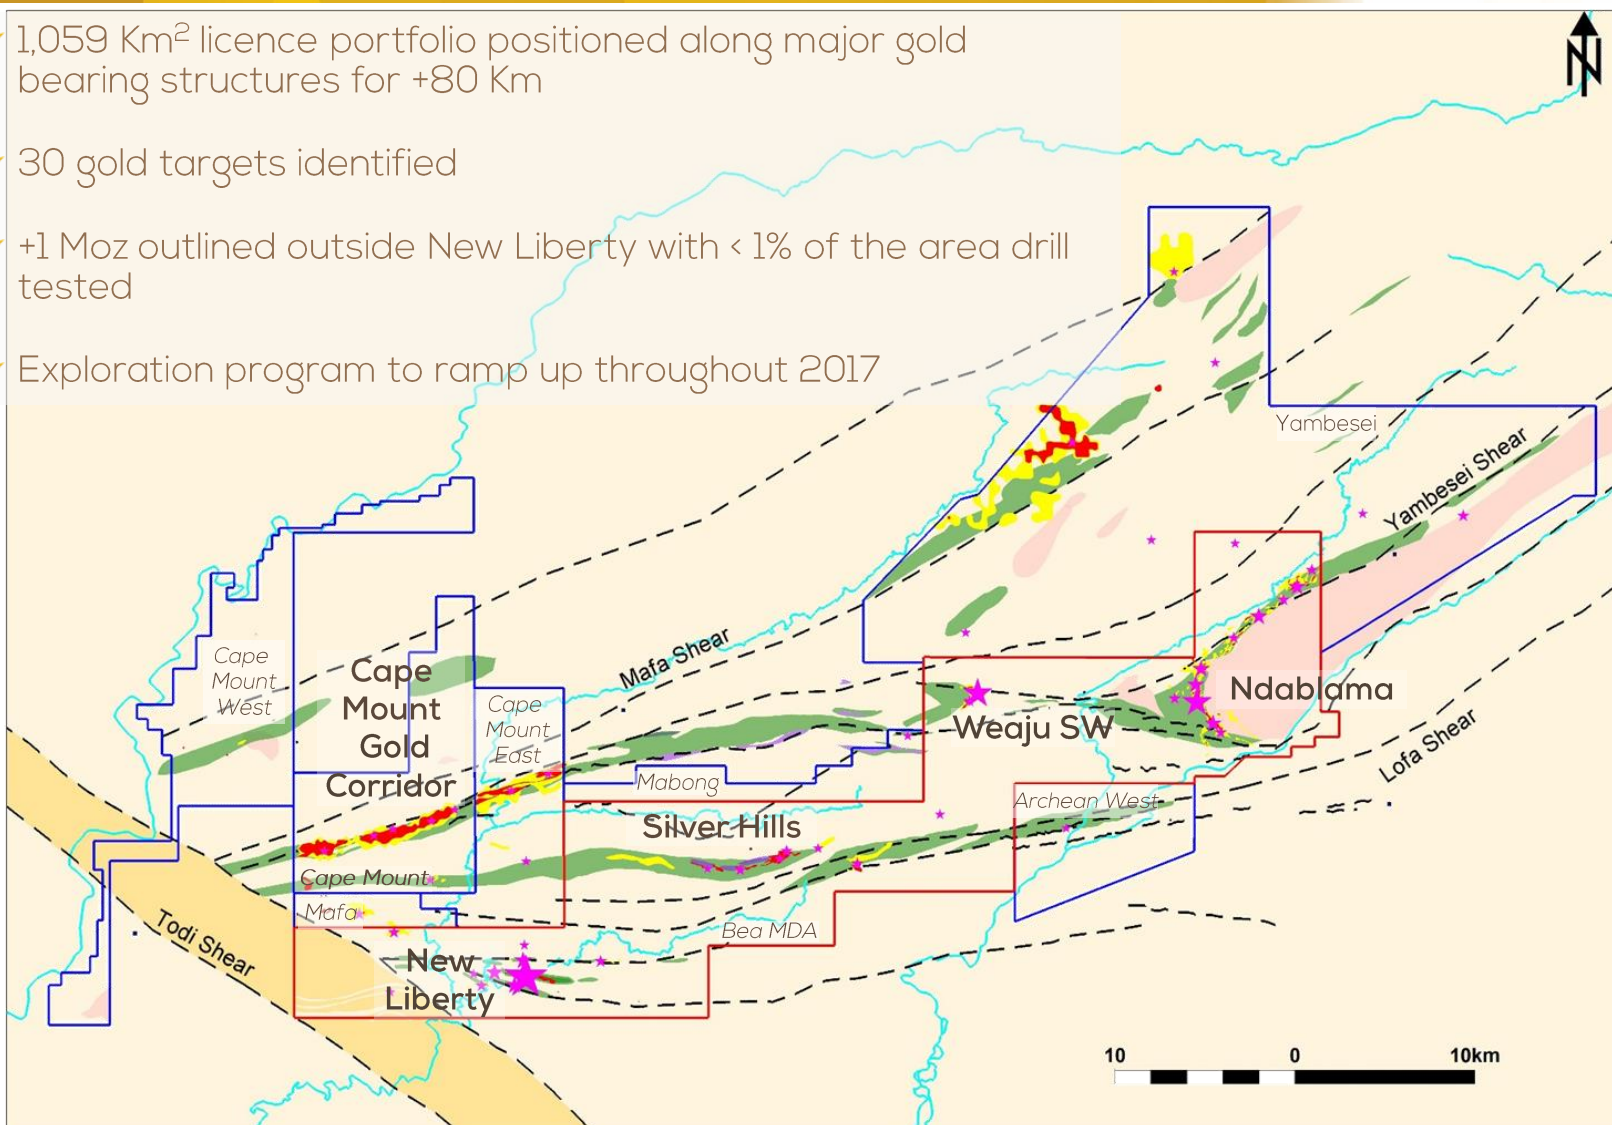 1,059 Km² licence portfolio positioned along major gold
bearing structures for +80 Km
30 gold targets identified
+1 Moz outlined outside New Liberty with < 1% of the area drill
tested
Exploration program to ramp up throughout 2017
N
Yambesei
Yambesei Shear
Mafa Shear
Cape
Mount
West
Cape
Mount
Gold
Corridor
Cape
Mount
East
Ndablama
Weaju SW
Lofa Shear
Mabong
Archean West
Silver Hills
Cape Mount
Mafa
Bea MDA
Todi Shear
New
Liberty
10 0 10km